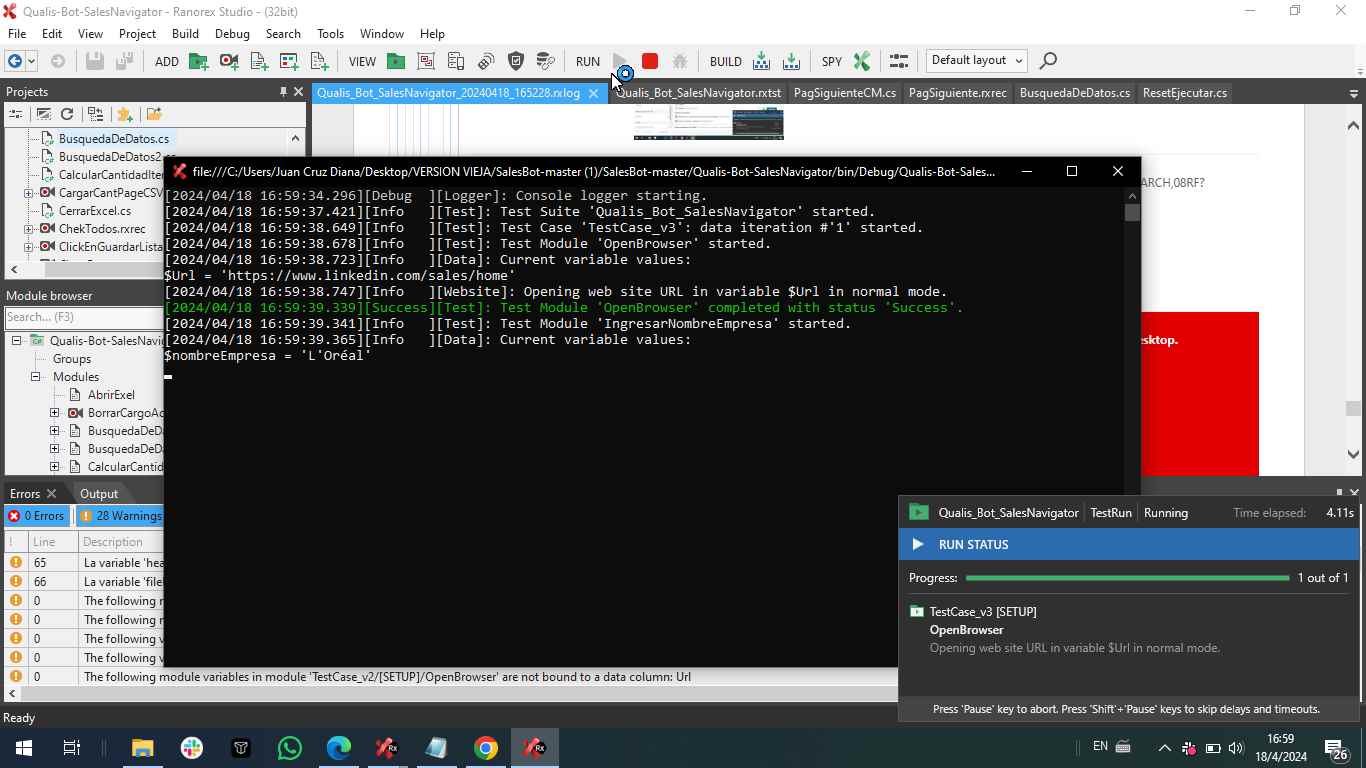 Qualis-Bot-SalesNavigator - Ranorex Studio - (32bit)
File Edit View Project Build Debug Search Tools Window Help
ADD VIEW RUN BUILD SPY Default layout
Projects
Qualis_Bot_SalesNavigator_20240418_165228.rxlog Qualis_Bot_SalesNavigator.rxtst PagSiguienteCM.cs PagSiguiente.rxrec BusquedaDeDatos.cs ResetEjecutar.cs
BusquedaDeDatos.cs
BusquedaDeDatos2.cs
CalcularCantidadIte
CargarCantPageCSV
CerrarExcel.cs
ChekTodos.rxrec
ClickEnGuardarLista
ARCH,08RF?
file:///C:/Users/Juan Cruz Diana/Desktop/VERSION VIEJA/SalesBot-master (1)/SalesBot-master/Qualis-Bot-SalesNavigator/bin/Debug/Qualis-Bot-Sales...
[2024/04/18 16:59:34.296][Debug ][Logger]: Console logger starting.
[2024/04/18 16:59:37.421][Info ][Test]: Test Suite 'Qualis_Bot_SalesNavigator' started.
[2024/04/18 16:59:38.649][Info ][Test]: Test Case 'TestCase_v3': data iteration #'1' started.
[2024/04/18 16:59:38.678][Info ][Test]: Test Module 'OpenBrowser' started.
[2024/04/18 16:59:38.723][Info ][Data]: Current variable values:
$Url = 'https://www.linkedin.com/sales/home'
[2024/04/18 16:59:38.747][Info ][Website]: Opening web site URL in variable $Url in normal mode.
[2024/04/18 16:59:39.339][Success][Test]: Test Module 'OpenBrowser' completed with status 'Success'.
[2024/04/18 16:59:39.341][Info ][Test]: Test Module 'IngresarNombreEmpresa' started.
[2024/04/18 16:59:39.365][Info ][Data]: Current variable values:
$nombreEmpresa = 'L'Oréal'
sktop.
Module browser
Search... (F3)
Qualis-Bot-SalesNavi
Groups
Modules
AbrirExel
BorrarCargoAc
BusquedaDeD
BusquedaDeDa
CalcularCantid
Errors Output
0 Errors 28 Warnings
! Line Description
65 La variable 'hea
66 La variable 'file
0 The following
0 The following
0 The following v
0 The following v
0 The following module variables in module 'TestCase_v2/[SETUP]/OpenBrowser' are not bound to a data column: Url
Qualis_Bot_SalesNavigator TestRun Running Time elapsed: 4.11s
RUN STATUS
Progress: 1 out of 1
TestCase_v3 [SETUP]
OpenBrowser
Opening web site URL in variable $Url in normal mode.
Press 'Pause' key to abort. Press 'Shift'+'Pause' keys to skip delays and timeouts.
Ready
EN
16:59
18/4/2024
26